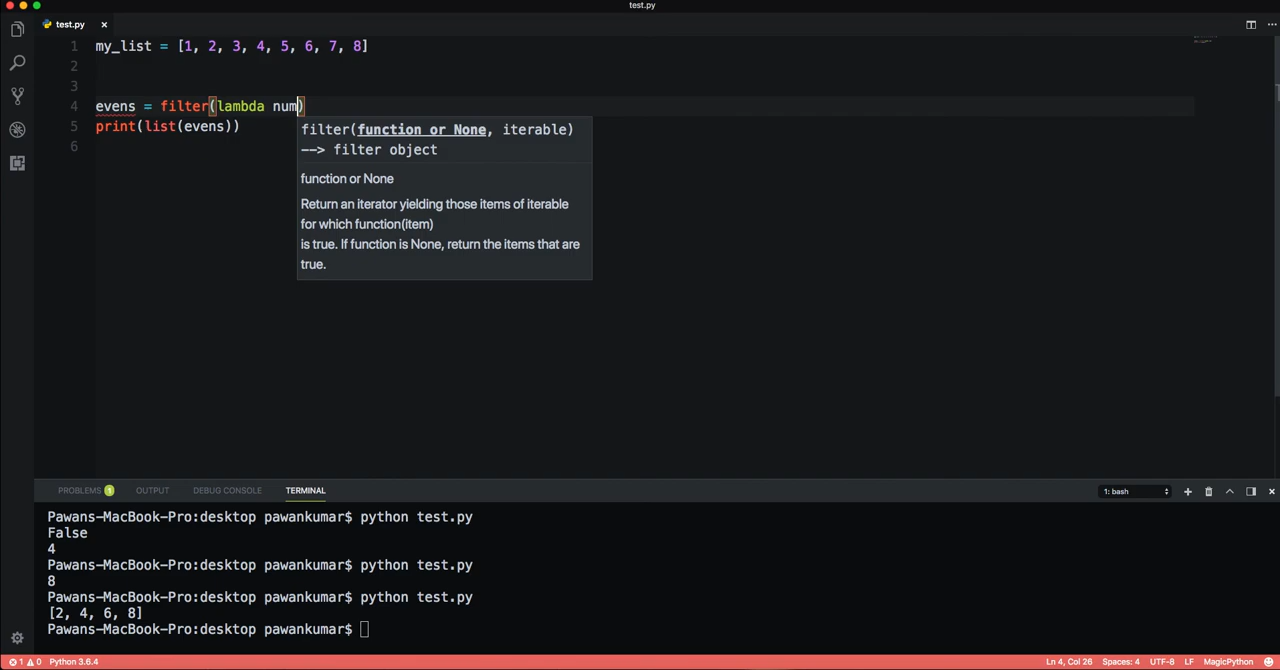 test.py
test.py ×
1 my_list = [1, 2, 3, 4, 5, 6, 7, 8]
2
3
4 evens = filter(lambda num)
5 print(list(evens))
6
filter(function or None, iterable)
--> filter object
function or None
Return an iterator yielding those items of iterable
for which function(item)
is true. If function is None, return the items that are
true.
PROBLEMS 1 OUTPUT DEBUG CONSOLE TERMINAL 1: bash
Pawans-MacBook-Pro:desktop pawankumar$ python test.py
False
4
Pawans-MacBook-Pro:desktop pawankumar$ python test.py
8
Pawans-MacBook-Pro:desktop pawankumar$ python test.py
[2, 4, 6, 8]
Pawans-MacBook-Pro:desktop pawankumar$
1 0 Python 3.6.4 Ln 4, Col 26 Spaces: 4 UTF-8 LF MagicPython